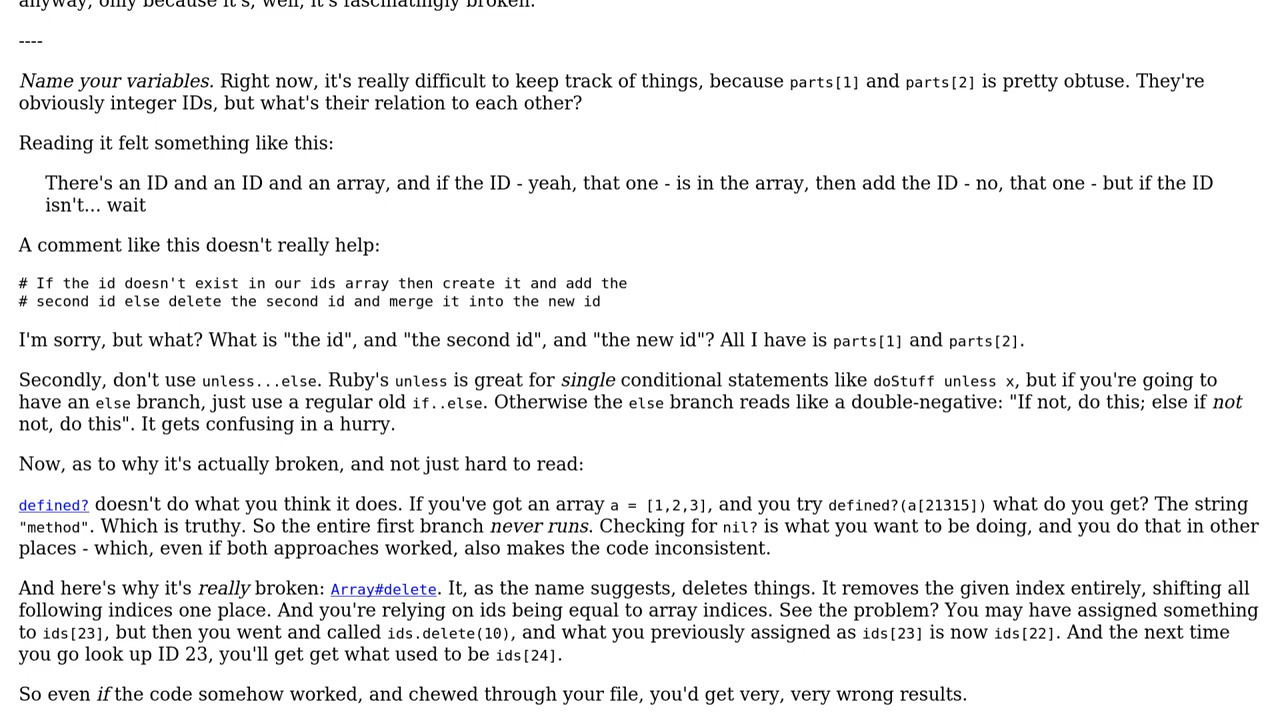 anyway, only because it's, well, it's fascinatingly broken.
----
Name your variables. Right now, it's really difficult to keep track of things, because parts[1] and parts[2] is pretty obtuse. They're
obviously integer IDs, but what's their relation to each other?
Reading it felt something like this:
There's an ID and an ID and an array, and if the ID - yeah, that one - is in the array, then add the ID - no, that one - but if the ID
isn't... wait
A comment like this doesn't really help:
# If the id doesn't exist in our ids array then create it and add the
# second id else delete the second id and merge it into the new id
I'm sorry, but what? What is "the id", and "the second id", and "the new id"? All I have is parts[1] and parts[2].
Secondly, don't use unless...else. Ruby's unless is great for single conditional statements like doStuff unless x, but if you're going to
have an else branch, just use a regular old if..else. Otherwise the else branch reads like a double-negative: "If not, do this; else if not
not, do this". It gets confusing in a hurry.
Now, as to why it's actually broken, and not just hard to read:
defined? doesn't do what you think it does. If you've got an array a = [1,2,3], and you try defined?(a[21315]) what do you get? The string
"method". Which is truthy. So the entire first branch never runs. Checking for nil? is what you want to be doing, and you do that in other
places - which, even if both approaches worked, also makes the code inconsistent.
And here's why it's really broken: Array#delete. It, as the name suggests, deletes things. It removes the given index entirely, shifting all
following indices one place. And you're relying on ids being equal to array indices. See the problem? You may have assigned something
to ids[23], but then you went and called ids.delete(10), and what you previously assigned as ids[23] is now ids[22]. And the next time
you go look up ID 23, you'll get get what used to be ids[24].
So even if the code somehow worked, and chewed through your file, you'd get very, very wrong results.